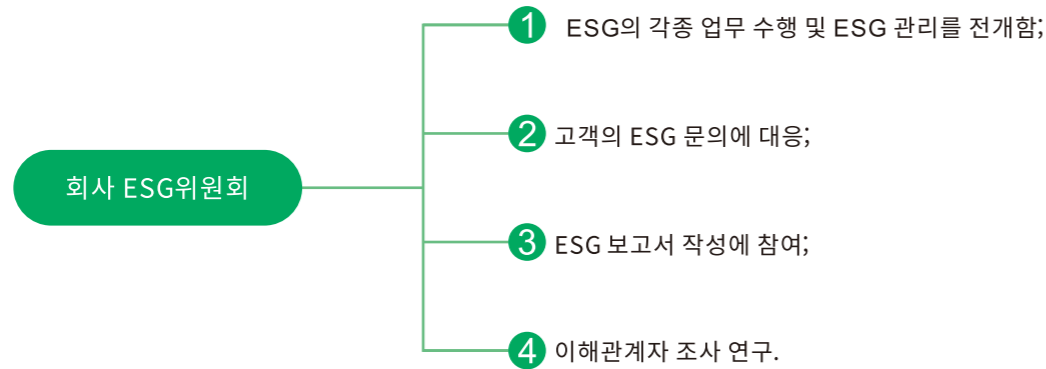 회사 ESG위원회
1 ESG의 각종 업무 수행 및 ESG 관리를 전개함;
2 고객의 ESG 문의에 대응;
3 ESG 보고서 작성에 참여;
4 이해관계자 조사 연구.